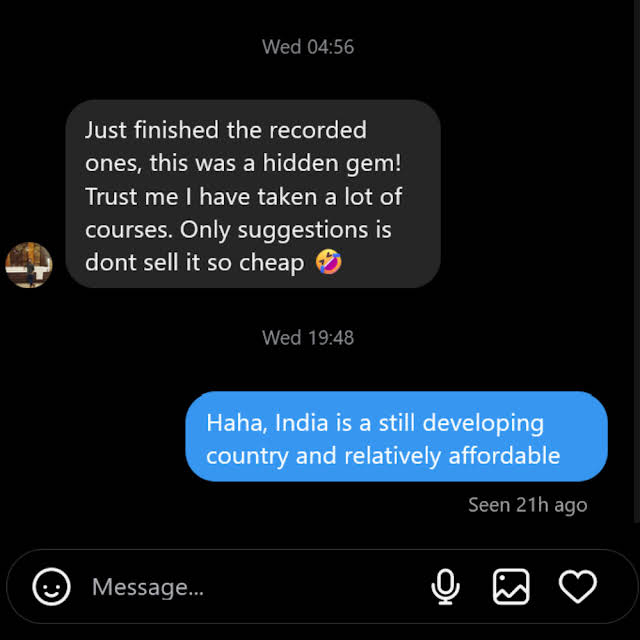 Wed 04:56
Just finished the recorded
ones, this was a hidden gem!
Trust me I have taken a lot of
courses. Only suggestions is
dont sell it so cheap 🤣
Wed 19:48
Haha, India is a still developing
country and relatively affordable
Seen 21h ago
Message...